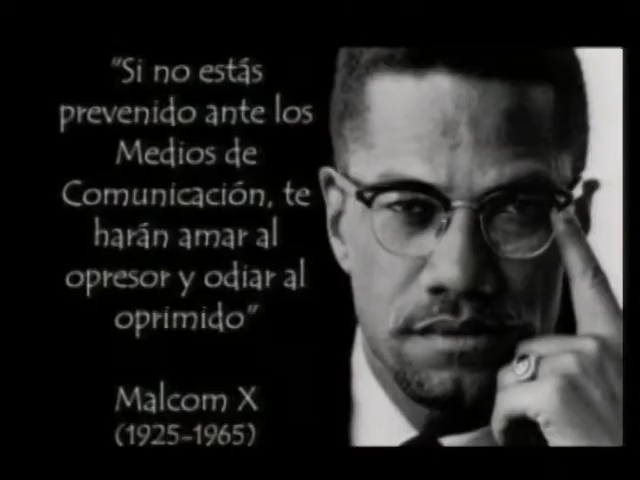 "Si no estás
prevenido ante los
Medios de
Comunicación, te
harán amar al
opresor y odiar al
oprimido"
Malcom X
(1925-1965)